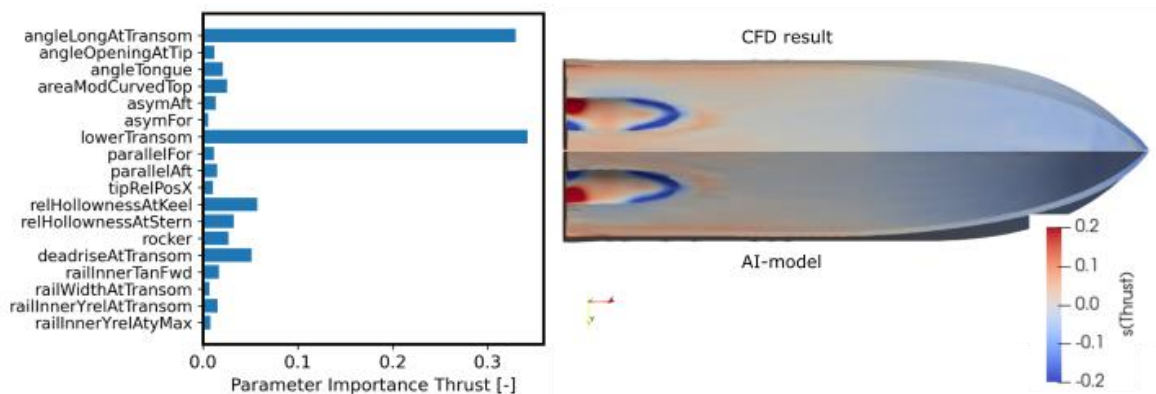 angleLongAtTransom
angleOpeningAtTip
angleTongue
areaModCurvedTop
asymAft
asymFor
lowerTransom
parallelFor
parallelAft
tipRelPosX
relHollownessAtKeel
relHollownessAtStern
rocker
deadriseAtTransom
railInnerTanFwd
railWidthAtTransom
railInnerYrelAtTransom
railInnerYrelAtyMax
0.0 0.1 0.2 0.3
Parameter Importance Thrust [-]
CFD result
AI-model
Y
0.2
0.1
0.0
-0.1
-0.2
s(Thrust)